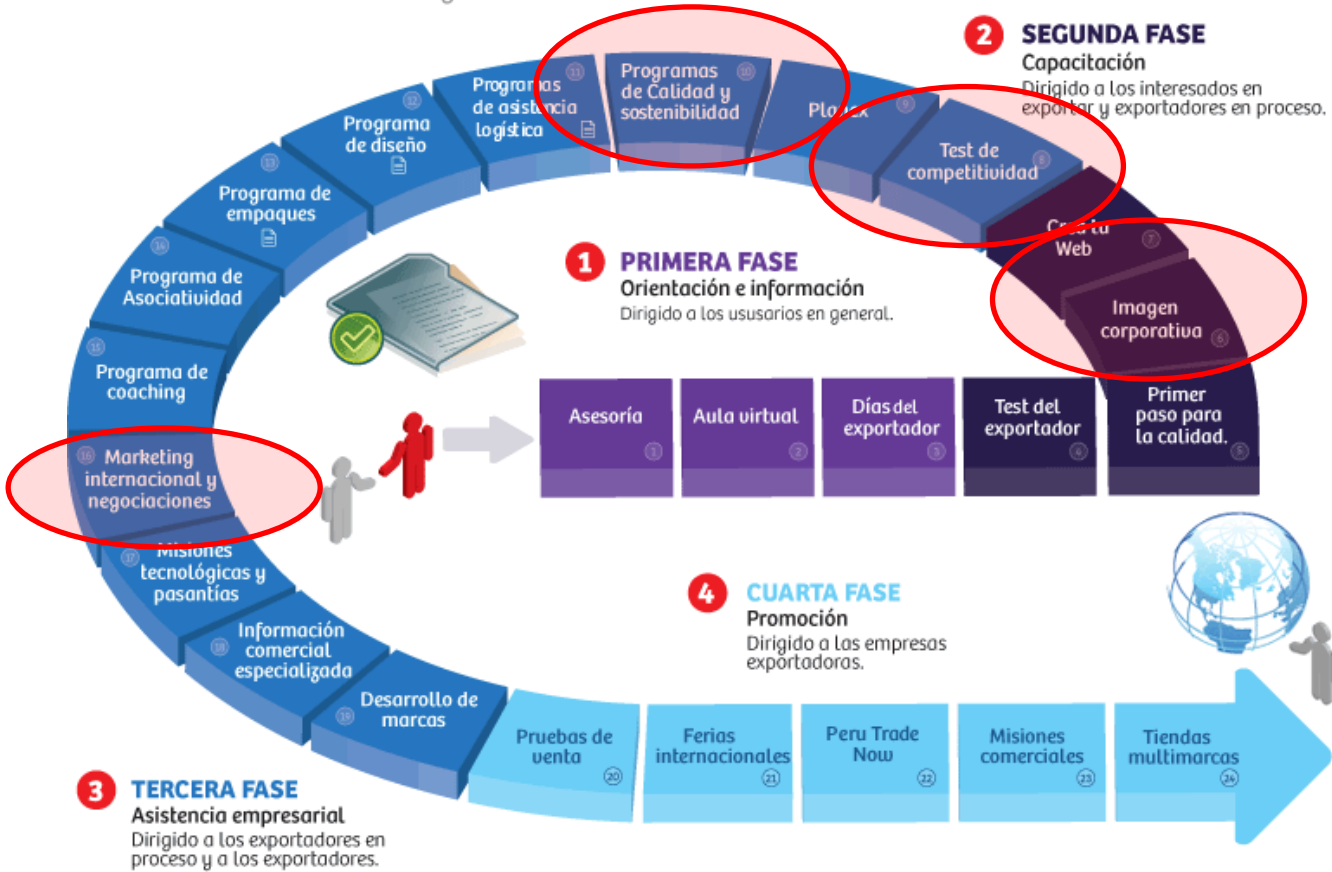 1 PRIMERA FASE
Orientación e información
Dirigido a los ususarios en general.
Asesoría
1
Aula virtual
2
Días del
exportador
3
Test del
exportador
4
Primer
paso para
la calidad.
5
2 SEGUNDA FASE
Capacitación
Dirigido a los interesados en
exportar y exportadores en proceso.
Imagen
corporativa
6
Crea tu
Web
7
Test de
competitividad
8
Planex
9
Programas
de Calidad y
sostenibilidad
10
Programas
de asistencia
logística
11
Programa
de diseño
12
Programa de
empaques
13
Programa de
Asociatividad
14
Programa de
coaching
15
Marketing
internacional y
negociaciones
16
Misiones
tecnológicas y
pasantías
17
Información
comercial
especializada
18
Desarrollo de
marcas
19
3 TERCERA FASE
Asistencia empresarial
Dirigido a los exportadores en
proceso y a los exportadores.
4 CUARTA FASE
Promoción
Dirigido a las empresas
exportadoras.
Pruebas de
venta
20
Ferias
internacionales
21
Peru Trade
Now
22
Misiones
comerciales
23
Tiendas
multimarcas
24